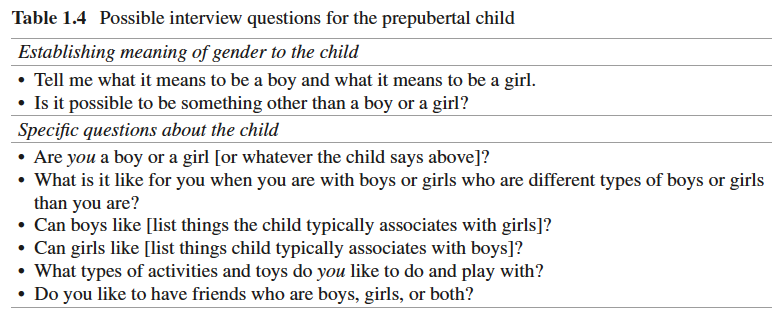 Table 1.4 Possible interview questions for the prepubertal child
Establishing meaning of gender to the child
• Tell me what it means to be a boy and what it means to be a girl.
• Is it possible to be something other than a boy or a girl?
Specific questions about the child
• Are you a boy or a girl [or whatever the child says above]?
• What is it like for you when you are with boys or girls who are different types of boys or girls
than you are?
• Can boys like [list things the child typically associates with girls]?
• Can girls like [list things child typically associates with boys]?
• What types of activities and toys do you like to do and play with?
• Do you like to have friends who are boys, girls, or both?